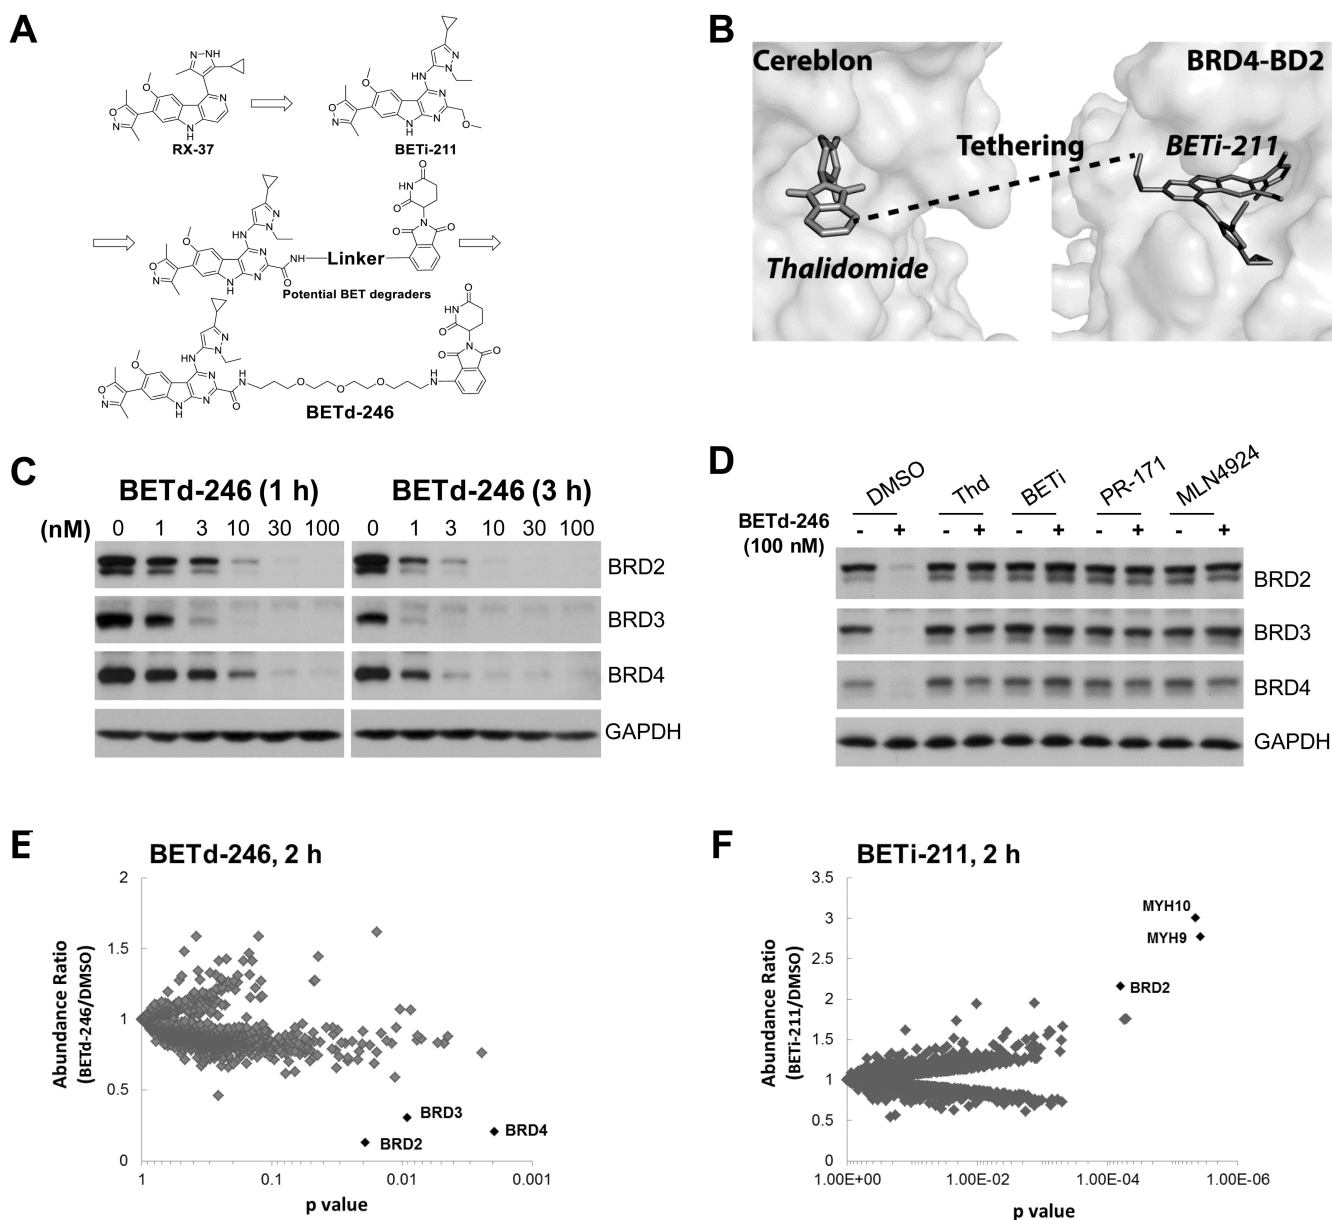 A
RX-37
BETi-211
Linker
Potential BET degraders
BETd-246
B
Cereblon
BRD4-BD2
Tethering
BETi-211
Thalidomide
C
BETd-246 (1 h)
BETd-246 (3 h)
(nM) 0 1 3 10 30 100
0 1 3 10 30 100
BRD2
BRD3
BRD4
GAPDH
D
DMSO Thd BETi PR-171 MLN4924
BETd-246
(100 nM)
- + - + - + - + - +
BRD2
BRD3
BRD4
GAPDH
E
BETd-246, 2 h
Abundance Ratio
(BETd-246/DMSO)
2
1.5
1
0.5
0
BRD3
BRD4
BRD2
1 0.1 0.01 0.001
p value
F
BETi-211, 2 h
Abundance Ratio
(BETi-211/DMSO)
3.5
3
2.5
2
1.5
1
0.5
0
MYH10
MYH9
BRD2
1.00E+00 1.00E-02 1.00E-04 1.00E-06
p value